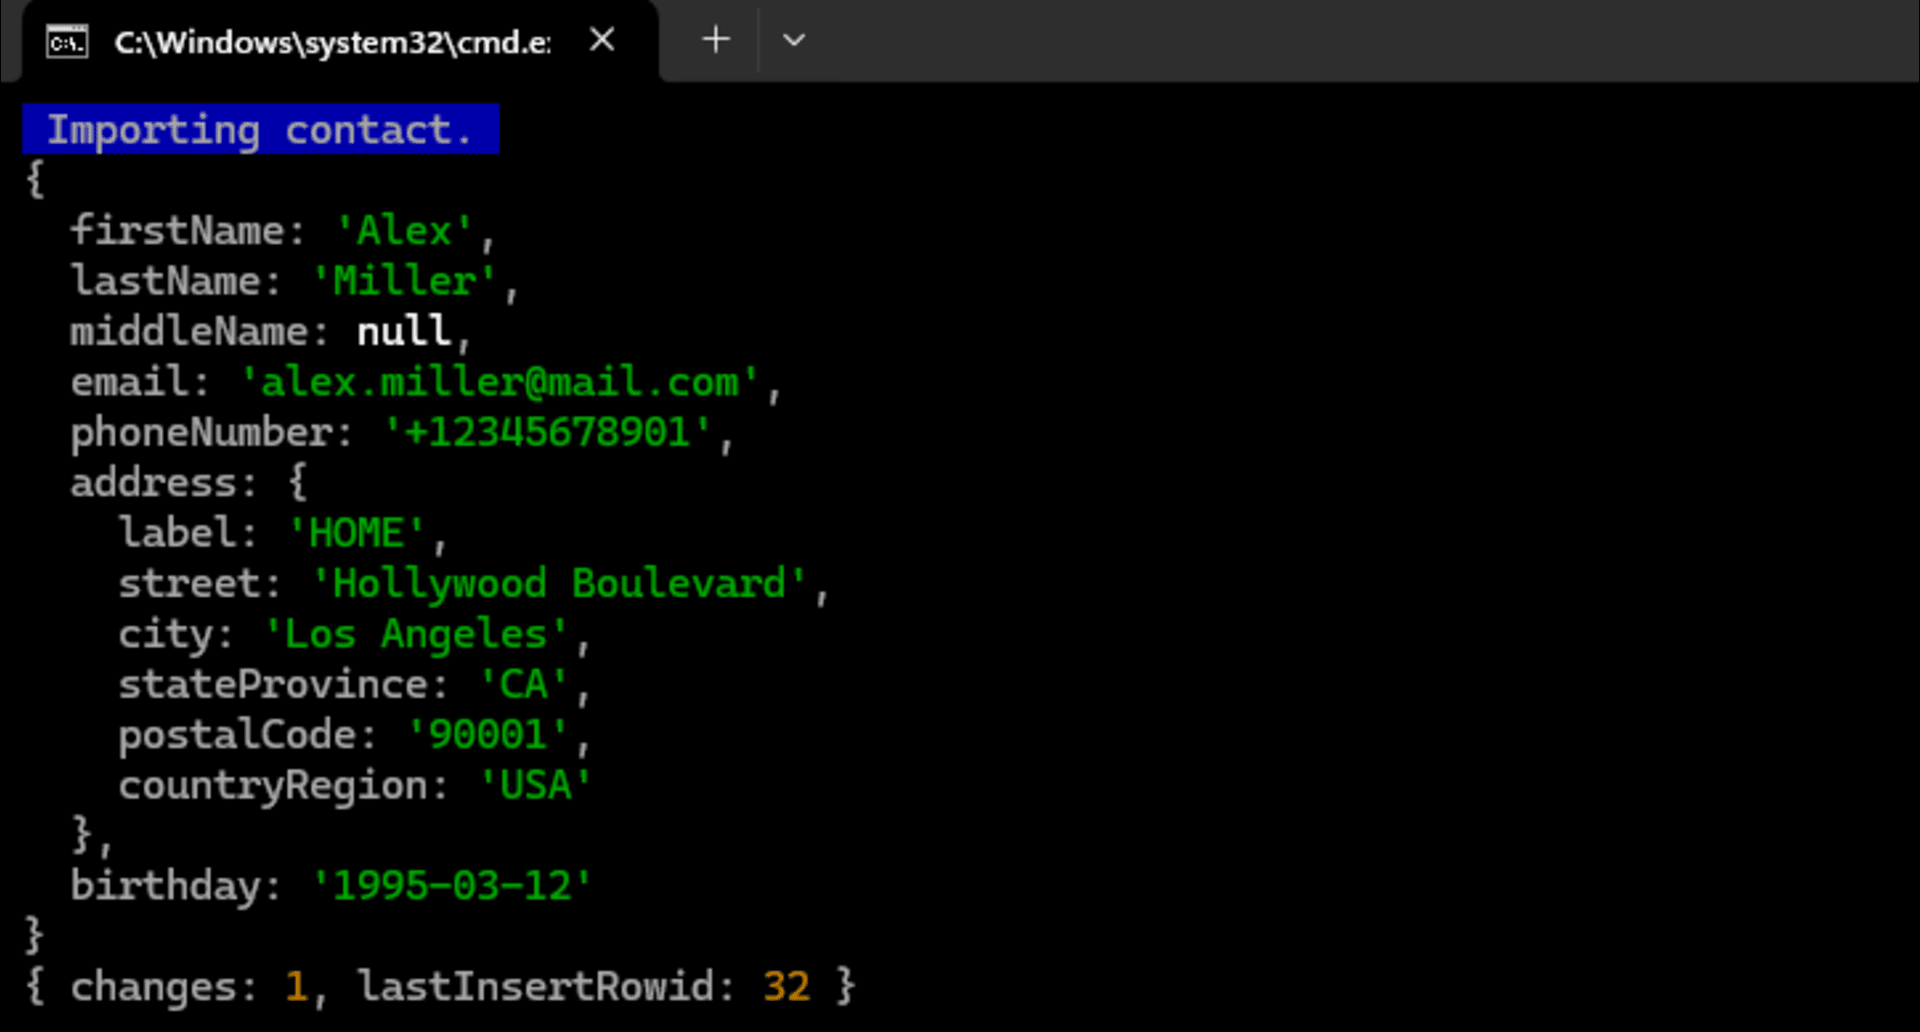 C:\Windows\system32\cmd.e
Importing contact.
{
  firstName: 'Alex',
  lastName: 'Miller',
  middleName: null,
  email: 'alex.miller@mail.com',
  phoneNumber: '+12345678901',
  address: {
    label: 'HOME',
    street: 'Hollywood Boulevard',
    city: 'Los Angeles',
    stateProvince: 'CA',
    postalCode: '90001',
    countryRegion: 'USA'
  },
  birthday: '1995-03-12'
}
{ changes: 1, lastInsertRowid: 32 }